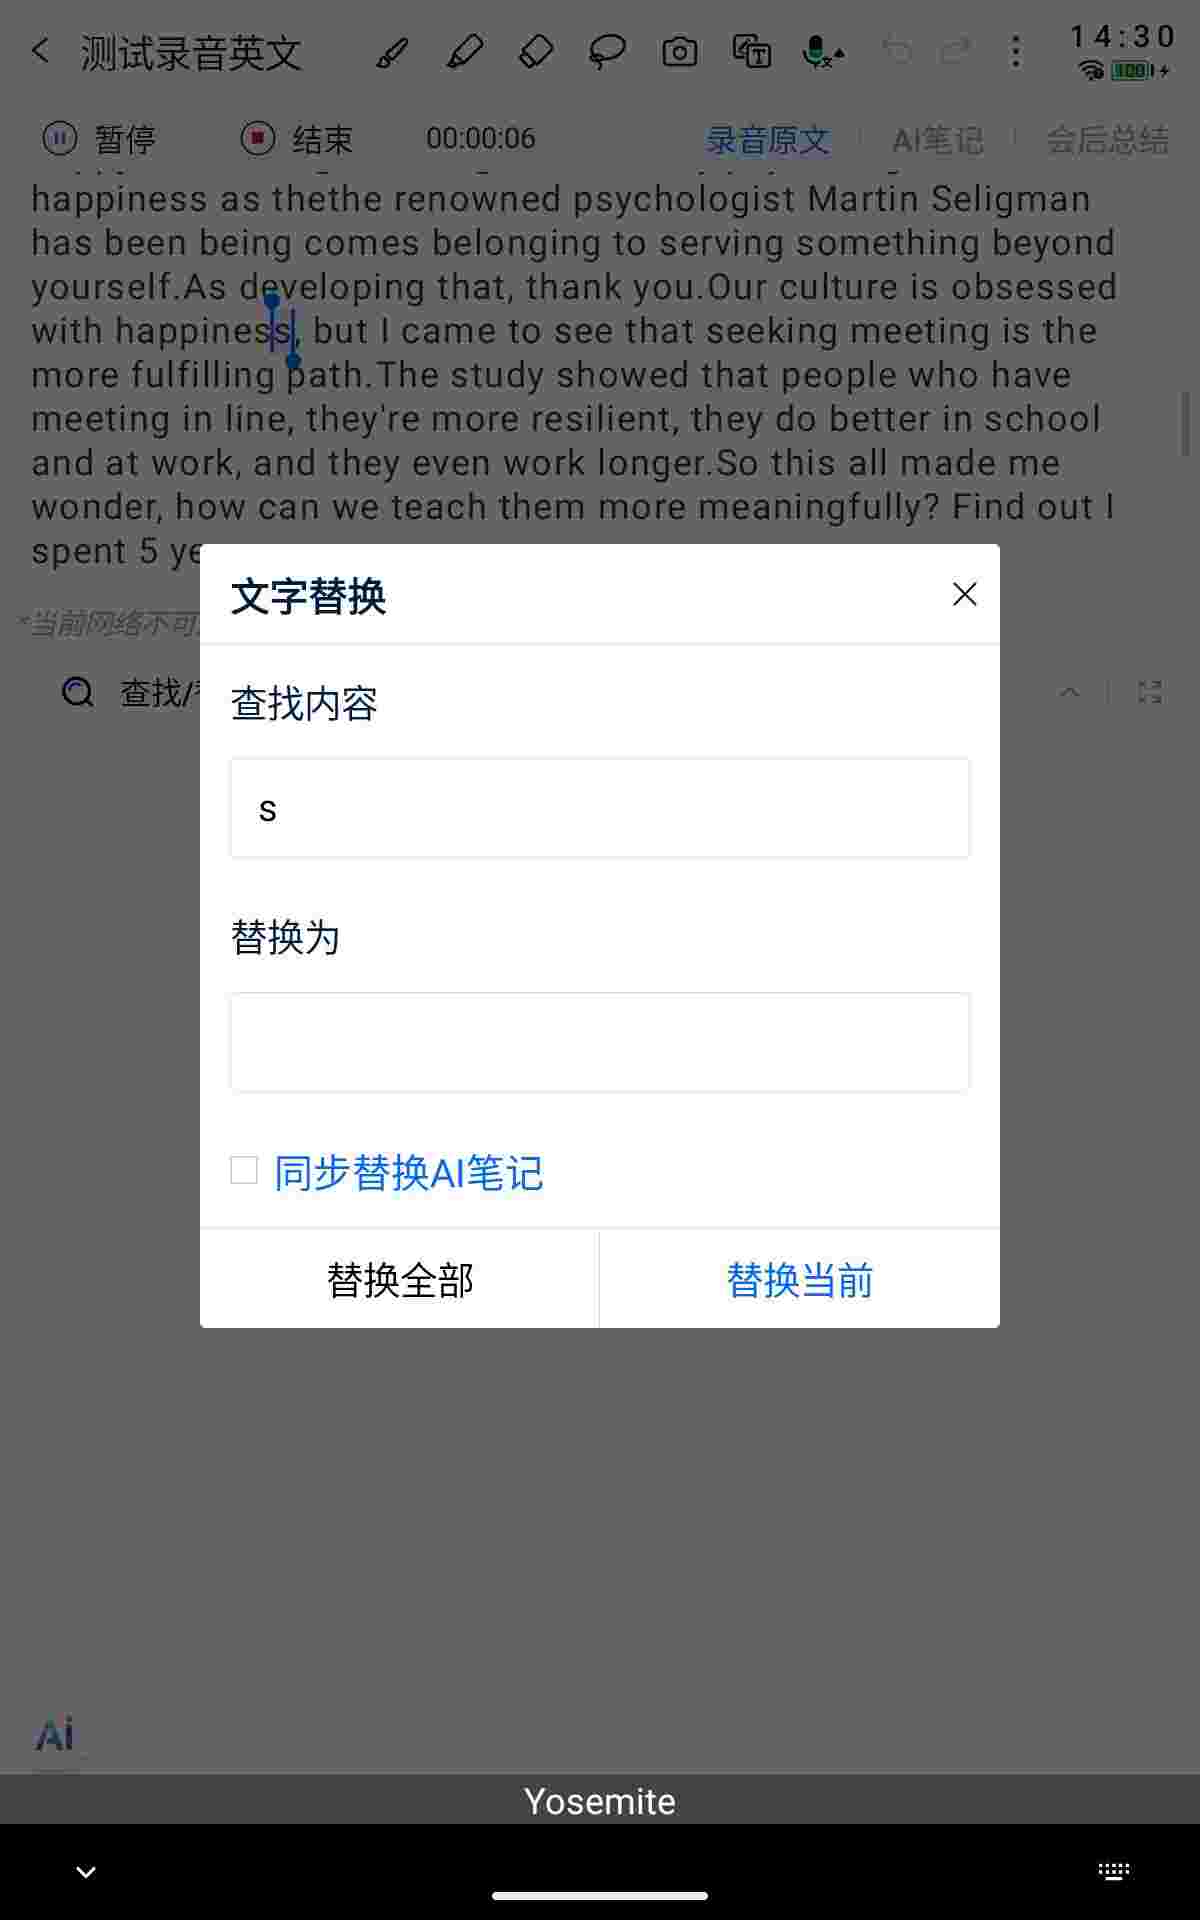 测试录音英文
14:30
100
暂停
结束
00:00:06
录音原文
AI笔记
会后总结
happiness as thethe renowned psychologist Martin Seligman
has been being comes belonging to serving something beyond
yourself.As developing that, thank you.Our culture is obsessed
with happiness, but I came to see that seeking meeting is the
more fulfilling path.The study showed that people who have
meeting in line, they're more resilient, they do better in school
and at work, and they even work longer.So this all made me
wonder, how can we teach them more meaningfully? Find out I
spent 5 ye
*当前网络不可
查找/
文字替换
查找内容
s
替换为
同步替换AI笔记
替换全部
替换当前
Ai
Yosemite